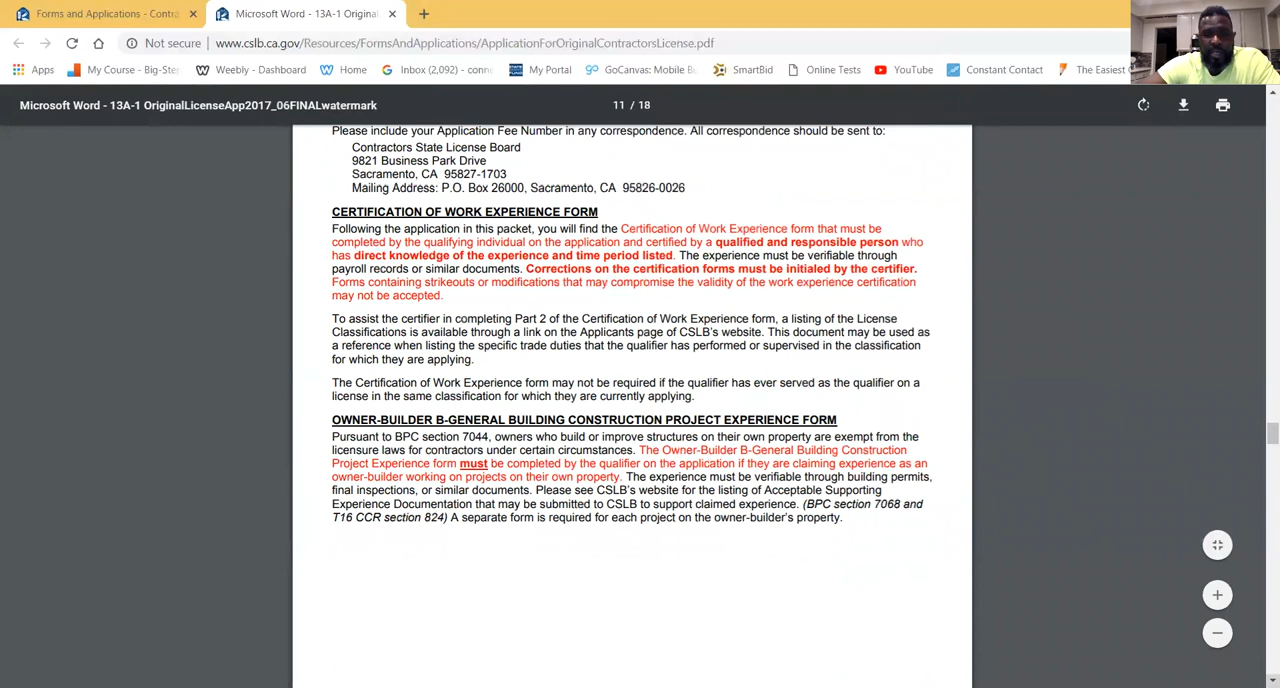 Forms and Applications - Contra
Microsoft Word - 13A-1 Original
Not secure
www.cslb.ca.gov/Resources/FormsAndApplications/ApplicationForOriginalContractorsLicense.pdf
Apps
My Course - Big-Ste
Weebly - Dashboard
Home
Inbox (2,092) - conne
My Portal
GoCanvas: Mobile Bu
SmartBid
Online Tests
YouTube
Constant Contact
The Easiest
Microsoft Word - 13A-1 OriginalLicenseApp2017_06FINALwatermark
11 / 18
Please include your Application Fee Number in any correspondence. All correspondence should be sent to:
Contractors State License Board
9821 Business Park Drive
Sacramento, CA 95827-1703
Mailing Address: P.O. Box 26000, Sacramento, CA 95826-0026
CERTIFICATION OF WORK EXPERIENCE FORM
Following the application in this packet, you will find the Certification of Work Experience form that must be
completed by the qualifying individual on the application and certified by a qualified and responsible person who
has direct knowledge of the experience and time period listed. The experience must be verifiable through
payroll records or similar documents. Corrections on the certification forms must be initialed by the certifier.
Forms containing strikeouts or modifications that may compromise the validity of the work experience certification
may not be accepted.
To assist the certifier in completing Part 2 of the Certification of Work Experience form, a listing of the License
Classifications is available through a link on the Applicants page of CSLB's website. This document may be used as
a reference when listing the specific trade duties that the qualifier has performed or supervised in the classification
for which they are applying.
The Certification of Work Experience form may not be required if the qualifier has ever served as the qualifier on a
license in the same classification for which they are currently applying.
OWNER-BUILDER B-GENERAL BUILDING CONSTRUCTION PROJECT EXPERIENCE FORM
Pursuant to BPC section 7044, owners who build or improve structures on their own property are exempt from the
licensure laws for contractors under certain circumstances. The Owner-Builder B-General Building Construction
Project Experience form must be completed by the qualifier on the application if they are claiming experience as an
owner-builder working on projects on their own property. The experience must be verifiable through building permits,
final inspections, or similar documents. Please see CSLB's website for the listing of Acceptable Supporting
Experience Documentation that may be submitted to CSLB to support claimed experience. (BPC section 7068 and
T16 CCR section 824) A separate form is required for each project on the owner-builder's property.